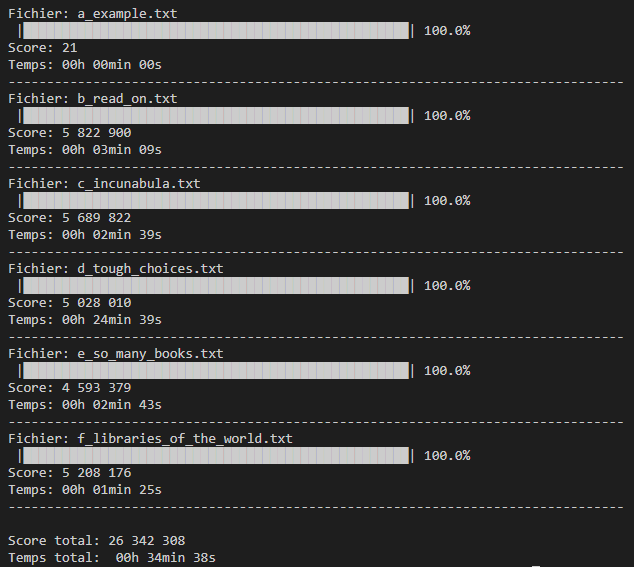 Fichier: a_example.txt
|                                                  | 100.0%
Score: 21
Temps: 00h 00min 00s
--------------------------------------------------------------------------------
Fichier: b_read_on.txt
|                                                  | 100.0%
Score: 5 822 900
Temps: 00h 03min 09s
--------------------------------------------------------------------------------
Fichier: c_incunabula.txt
|                                                  | 100.0%
Score: 5 689 822
Temps: 00h 02min 39s
--------------------------------------------------------------------------------
Fichier: d_tough_choices.txt
|                                                  | 100.0%
Score: 5 028 010
Temps: 00h 24min 39s
--------------------------------------------------------------------------------
Fichier: e_so_many_books.txt
|                                                  | 100.0%
Score: 4 593 379
Temps: 00h 02min 43s
--------------------------------------------------------------------------------
Fichier: f_libraries_of_the_world.txt
|                                                  | 100.0%
Score: 5 208 176
Temps: 00h 01min 25s
--------------------------------------------------------------------------------
Score total: 26 342 308
Temps total:  00h 34min 38s